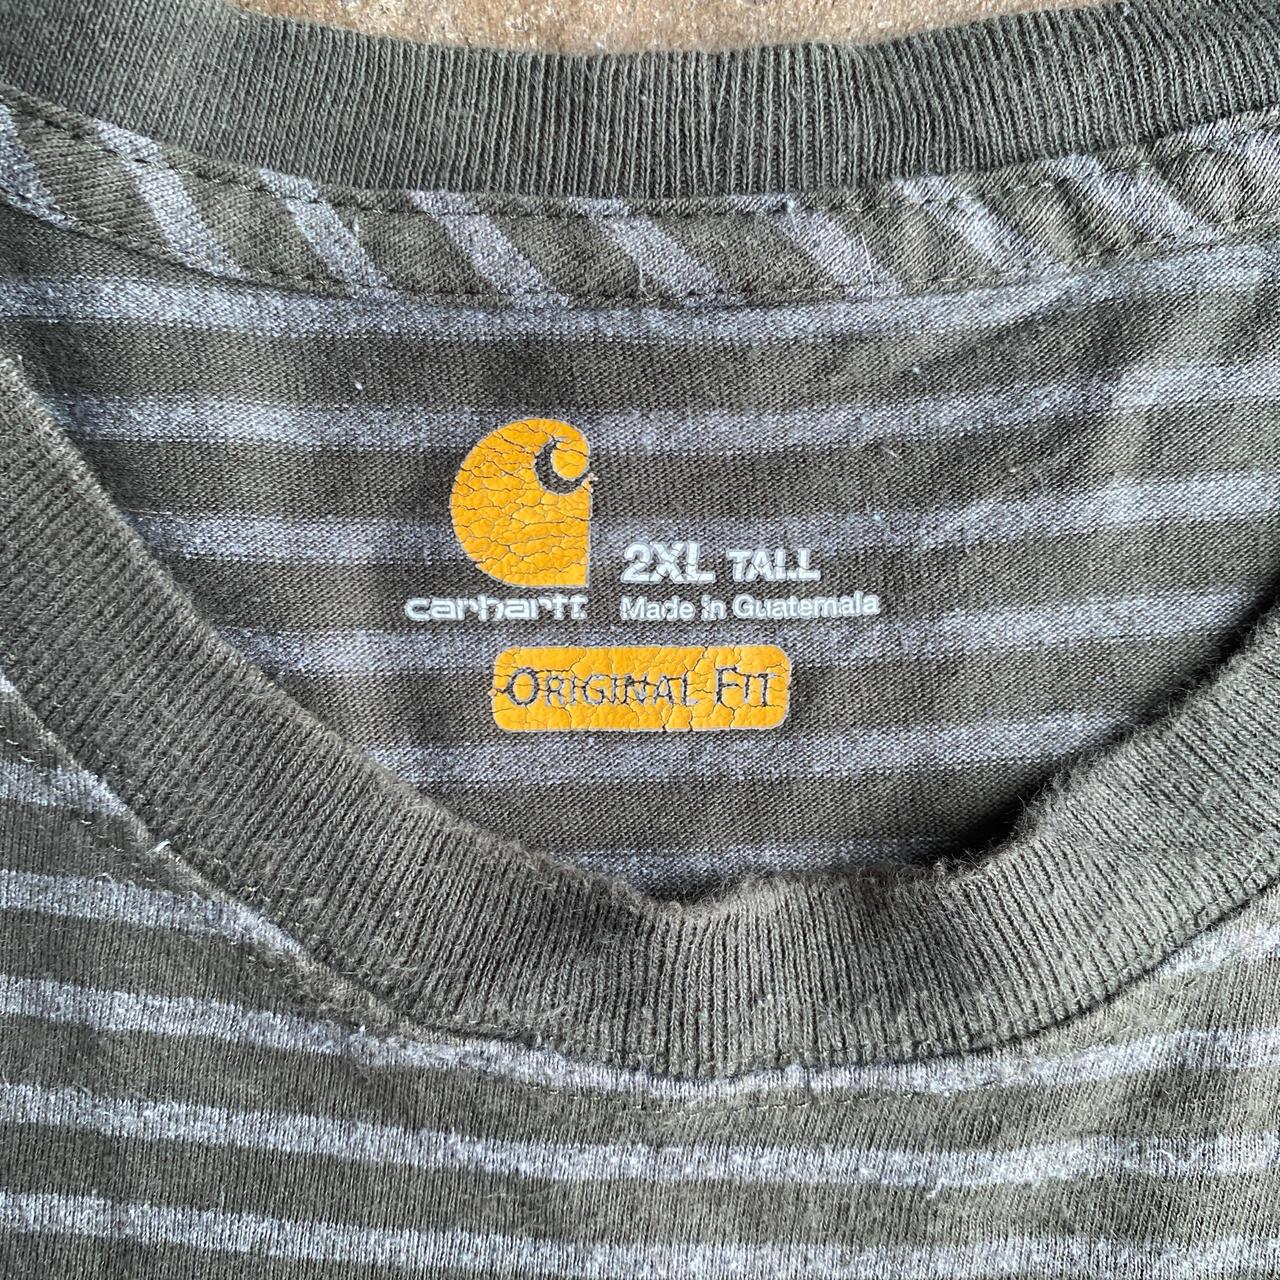 2XL TALL
carhartt Made in Guatemala
ORIGINAL FIT